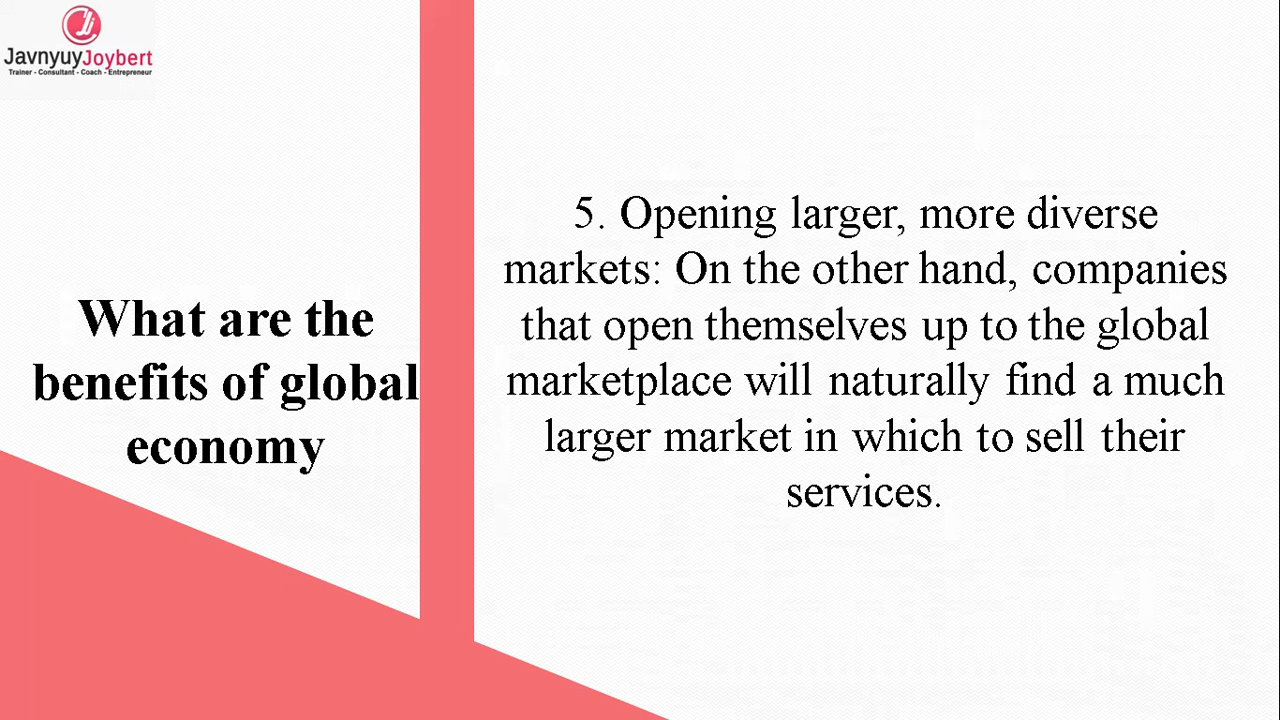 JavnyuyJoybert
Trainer - Consultant - Coach - Entrepreneur
What are the
benefits of global
economy
5. Opening larger, more diverse
markets: On the other hand, companies
that open themselves up to the global
marketplace will naturally find a much
larger market in which to sell their
services.